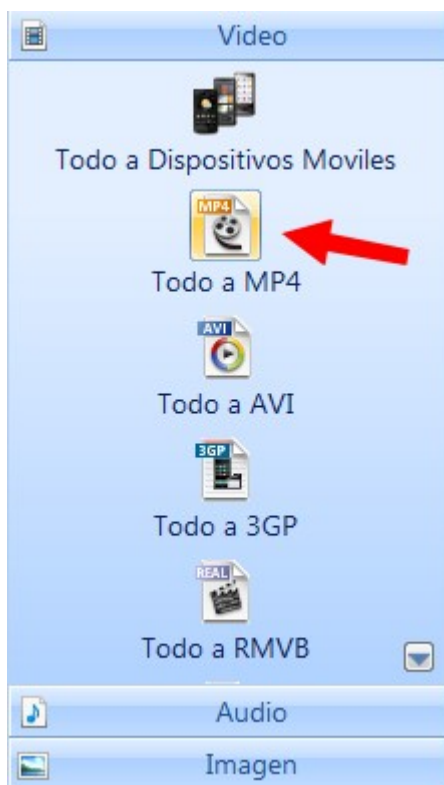 Video
Todo a Dispositivos Moviles
MP4
Todo a MP4
AVI
Todo a AVI
3GP
Todo a 3GP
REAL
Todo a RMVB
Audio
Imagen